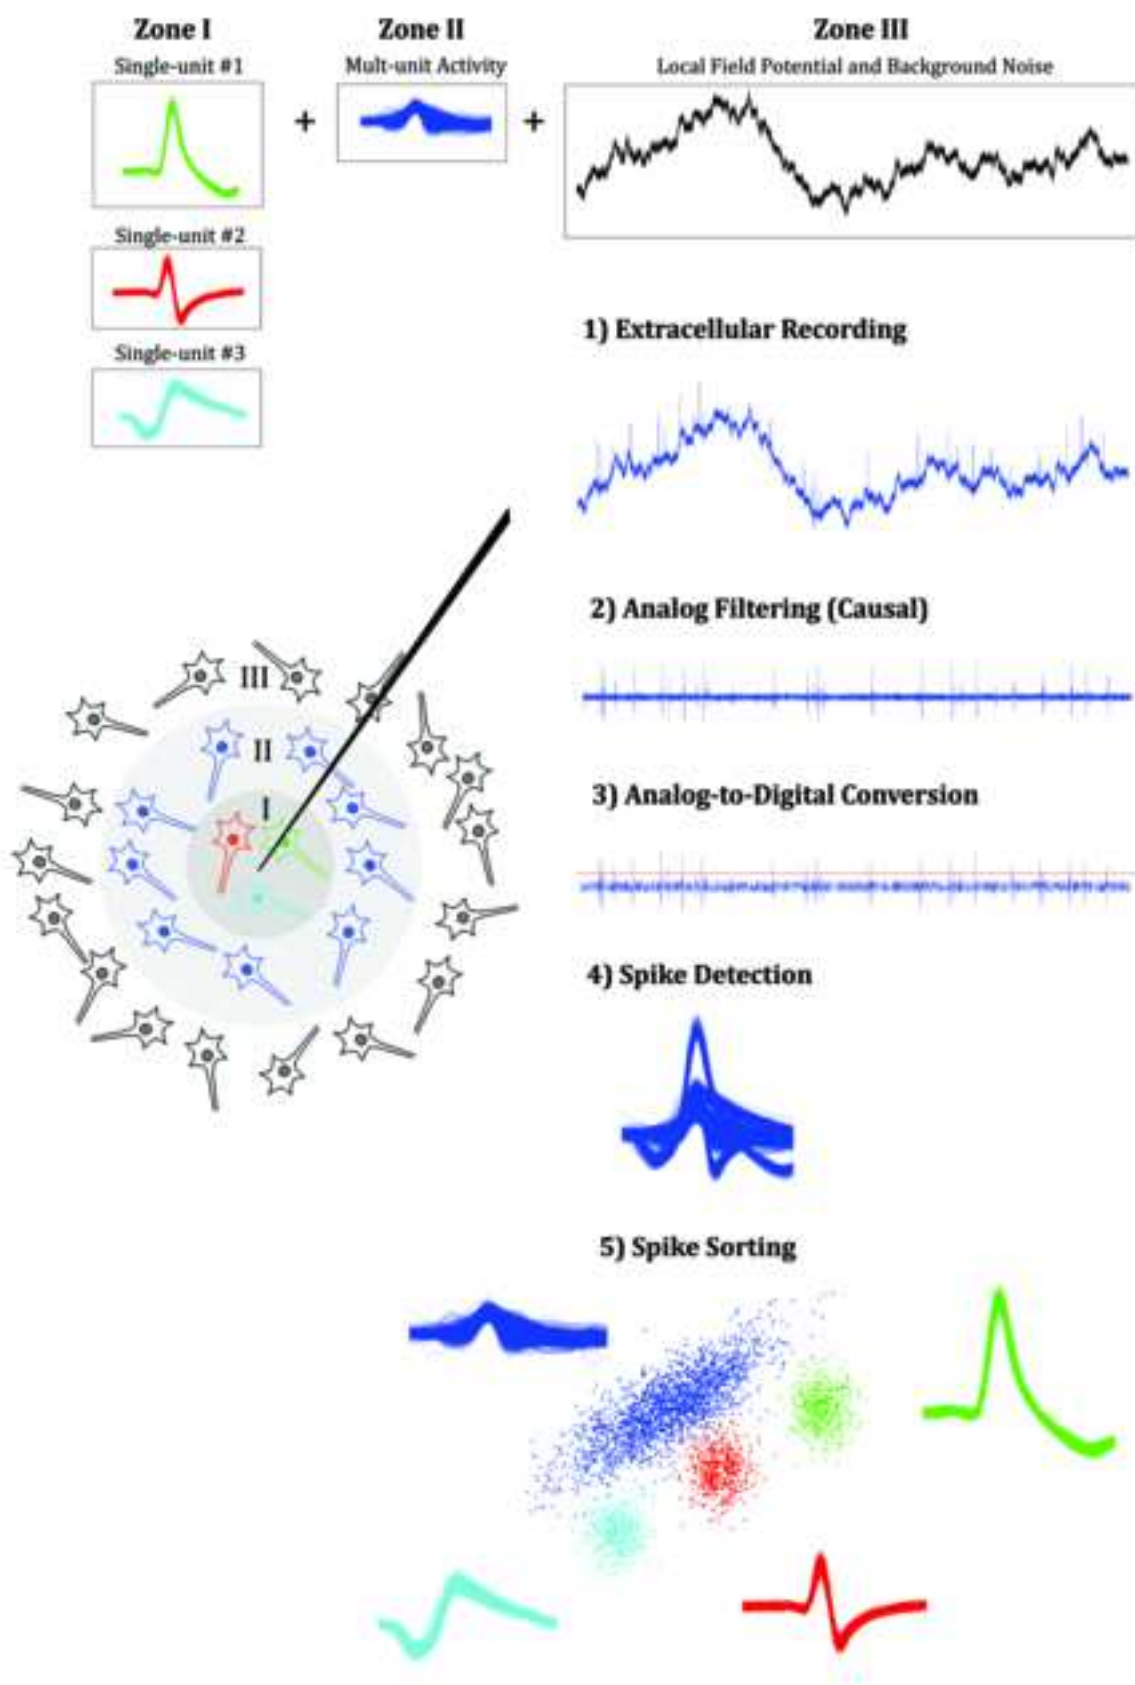 Zone I
Zone II
Zone III
Single-unit #1
Mult-unit Activity
Local Field Potential and Background Noise
+
+
Single-unit #2
Single-unit #3
1) Extracellular Recording
2) Analog Filtering (Causal)
3) Analog-to-Digital Conversion
4) Spike Detection
5) Spike Sorting
III
II
I